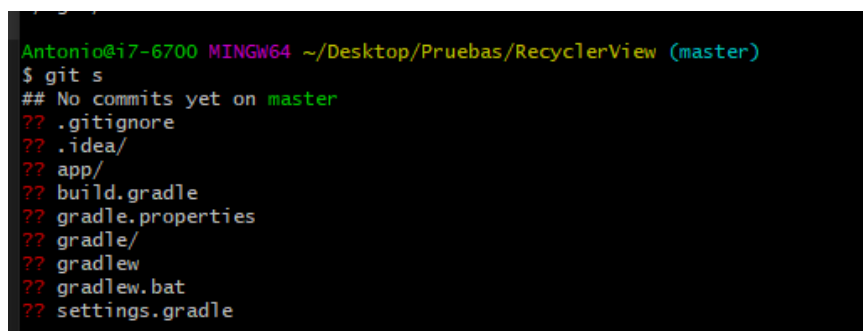 Antonio@i7-6700 MINGW64 ~/Desktop/Pruebas/RecyclerView (master)
$ git s
## No commits yet on master
?? .gitignore
?? .idea/
?? app/
?? build.gradle
?? gradle.properties
?? gradle/
?? gradlew
?? gradlew.bat
?? settings.gradle